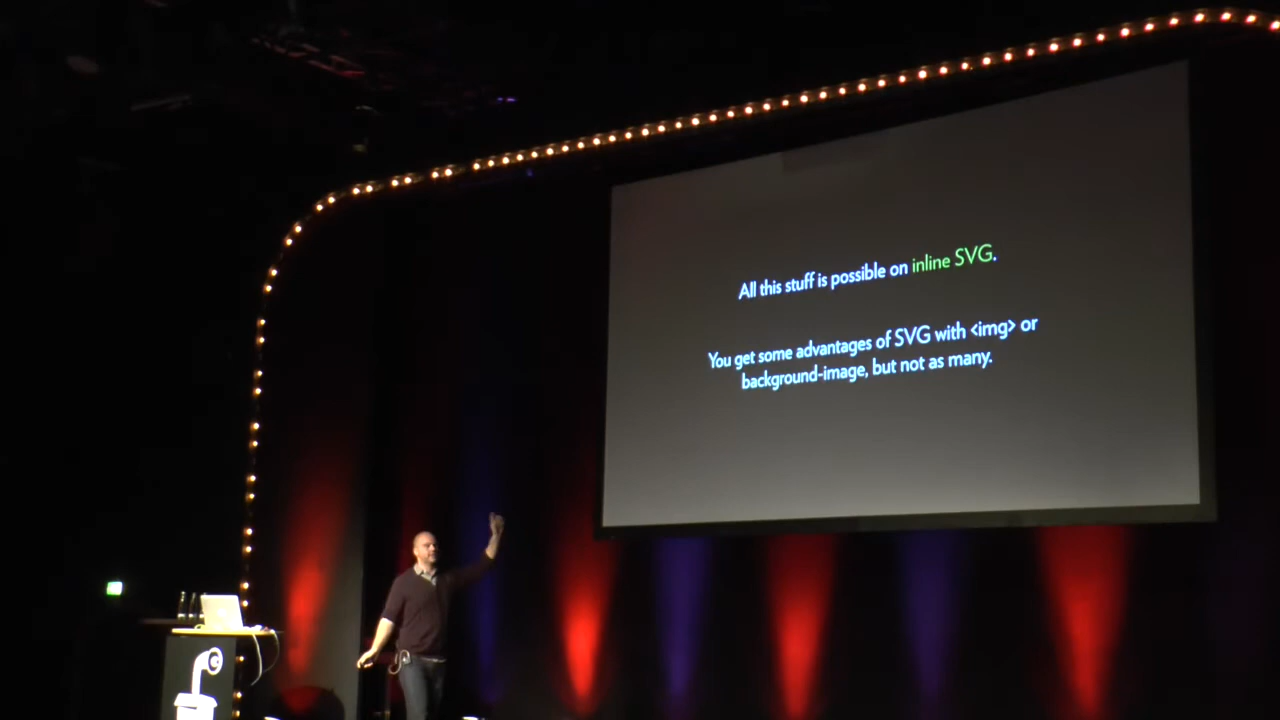 All this stuff is possible on inline SVG.
You get some advantages of SVG with <img> or
background-image, but not as many.